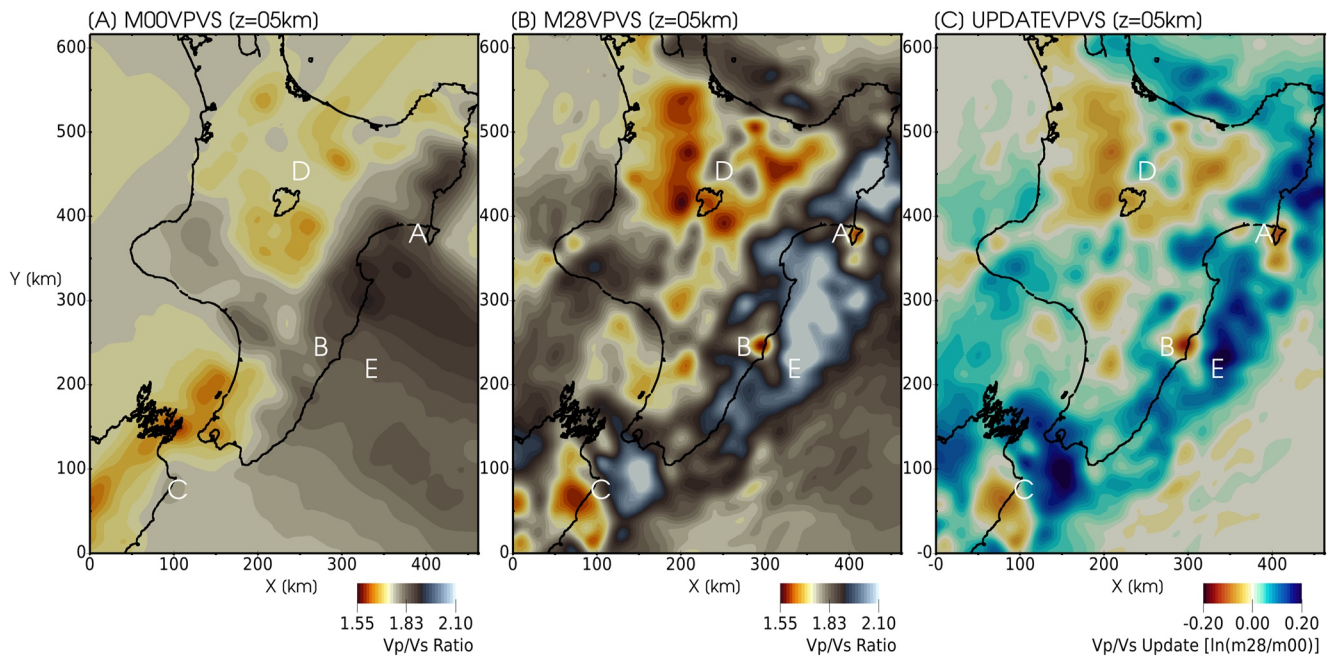 (A) M00VPVS (z=05km)
(B) M28VPVS (z=05km)
(C) UPDATEVPVS (z=05km)
600
500
400
300
200
100
0
Y (km)
0 100 200 300 400
X (km)
D
A
B
E
C
1.55 1.83 2.10
Vp/Vs Ratio
600
500
400
300
200
100
0
0 100 200 300 400
X (km)
D
A
B
E
C
1.55 1.83 2.10
Vp/Vs Ratio
600
500
400
300
200
100
0
-0 100 200 300 400
X (km)
D
A
B
E
C
-0.20 0.00 0.20
Vp/Vs Update [ln(m28/m00)]